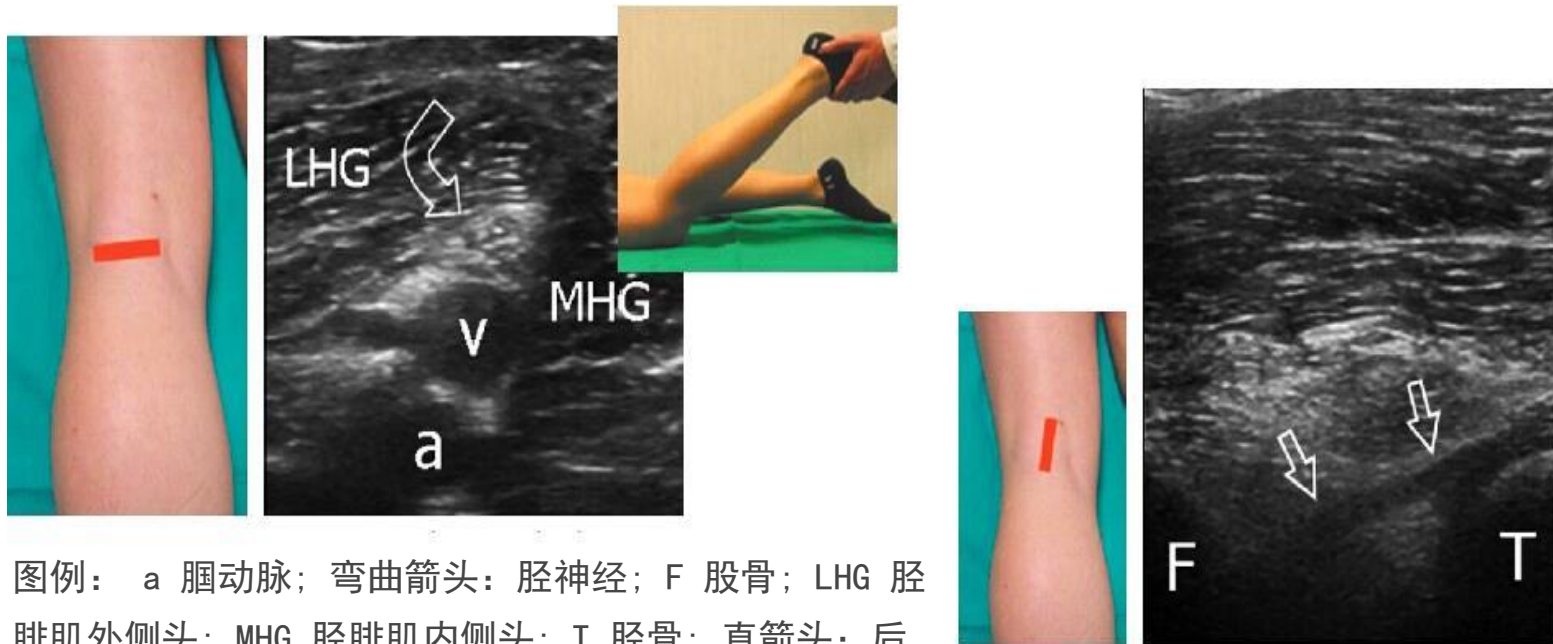 LHG
MHG
v
a
F
T
图例： a 腘动脉; 弯曲箭头：胫神经; F 股骨; LHG 胫
腓肌外侧头; MHG 胫腓肌内侧头; T 胫骨; 直箭头：后